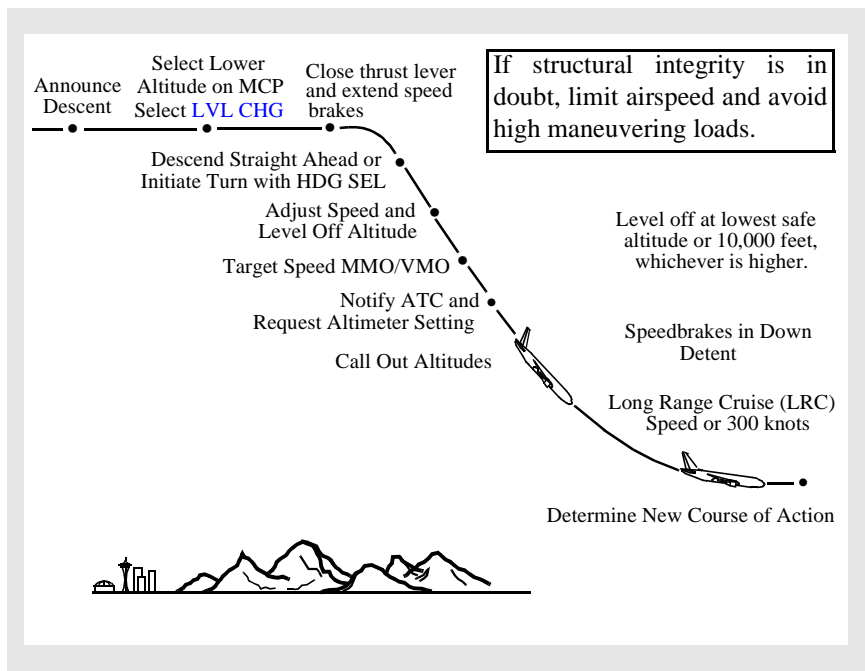 Announce
Descent
Select Lower
Altitude on MCP
Select LVL CHG
Close thrust lever
and extend speed
brakes
If structural integrity is in
doubt, limit airspeed and avoid
high maneuvering loads.
Descend Straight Ahead or
Initiate Turn with HDG SEL
Adjust Speed and
Level Off Altitude
Target Speed MMO/VMO
Notify ATC and
Request Altimeter Setting
Call Out Altitudes
Level off at lowest safe
altitude or 10,000 feet,
whichever is higher.
Speedbrakes in Down
Detent
Long Range Cruise (LRC)
Speed or 300 knots
Determine New Course of Action